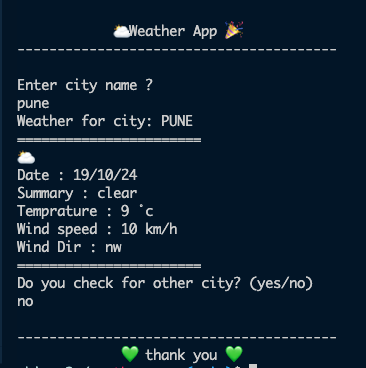 🌥️Weather App 🎉
----------------------------------------
Enter city name ?
pune
Weather for city: PUNE
=======================
🌥️
Date : 19/10/24
Summary : clear
Temprature : 9 °c
Wind speed : 10 km/h
Wind Dir : nw
=======================
Do you check for other city? (yes/no)
no
----------------------------------------
💚 thank you 💚